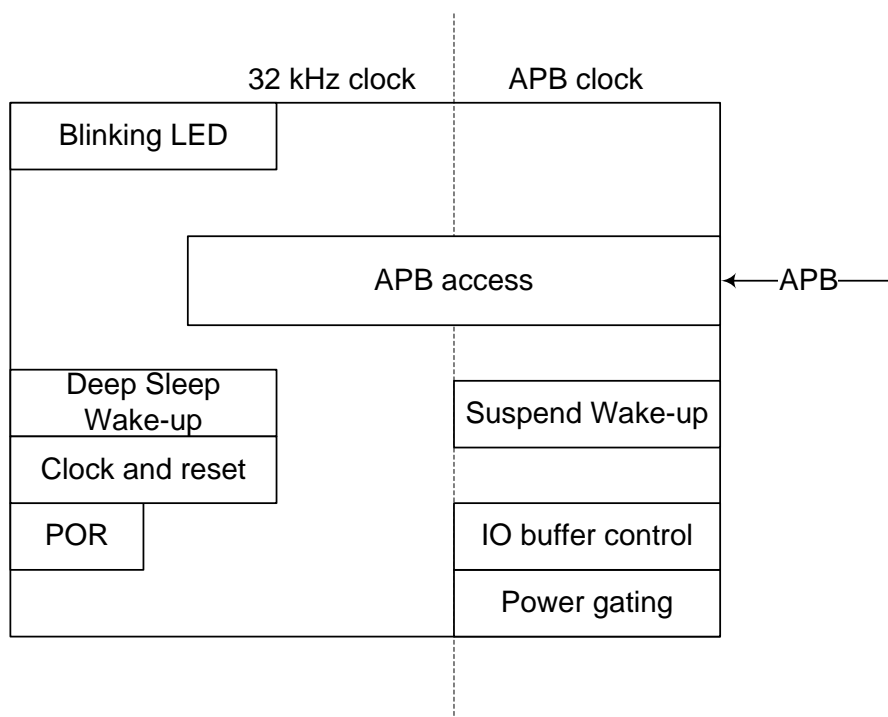 32 kHz clock
APB clock
Blinking LED
APB access
APB
Deep Sleep
Wake-up
Suspend Wake-up
Clock and reset
POR
IO buffer control
Power gating